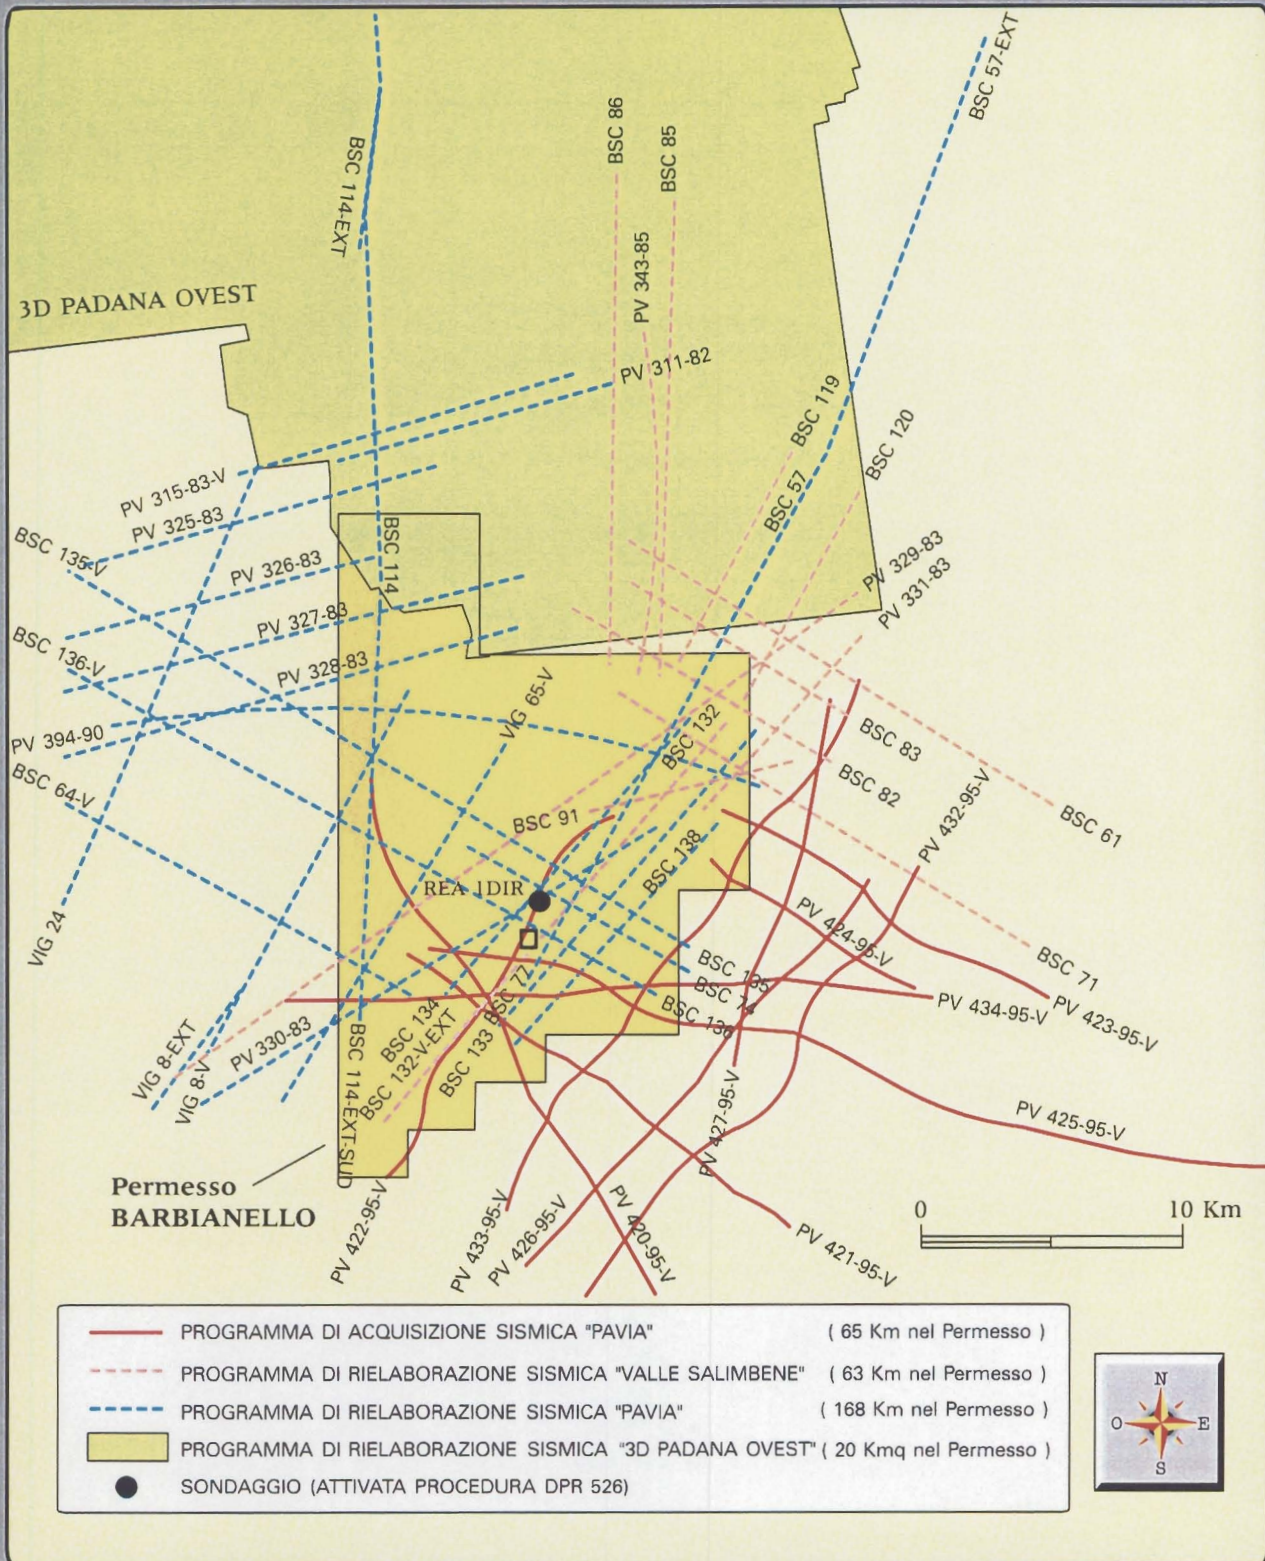 BSC 57-EXT
BSC 86
BSC 85
BSC 114-EXT
PV 343-85
3D PADANA OVEST
PV 311-82
BSC 119
BSC 120
BSC 57
PV 315-83-V
PV 325-83
BSC 135-V
BSC 114
PV 326-83
PV 329-83
PV 331-83
PV 327-83
BSC 136-V
PV 328-83
VIG 65-V
BSC 132
PV 394-90
BSC 83
BSC 64-V
BSC 82
BSC 91
BSC 61
PV 432-95-V
BSC 138
REA 1DIR
VIG 24
PV 424-95-V
BSC 71
BSC 135
BSC 74
BSC 136
PV 434-95-V
PV 423-95-V
BSC 77
BSC 134
BSC 132-V-EXT
BSC 133
VIG 8-EXT
VIG 8-V
PV 330-83
BSC 114-EXT-SUD
PV 427-95-V
PV 425-95-V
Permesso
BARBIANELLO
PV 422-95-V
PV 433-95-V
PV 426-95-V
PV 420-95-V
PV 421-95-V
0 10 Km
PROGRAMMA DI ACQUISIZIONE SISMICA "PAVIA" ( 65 Km nel Permesso )
PROGRAMMA DI RIELABORAZIONE SISMICA "VALLE SALIMBENE" ( 63 Km nel Permesso )
PROGRAMMA DI RIELABORAZIONE SISMICA "PAVIA" ( 168 Km nel Permesso )
PROGRAMMA DI RIELABORAZIONE SISMICA "3D PADANA OVEST" ( 20 Kmq nel Permesso )
SONDAGGIO (ATTIVATA PROCEDURA DPR 526)
N
O E
S